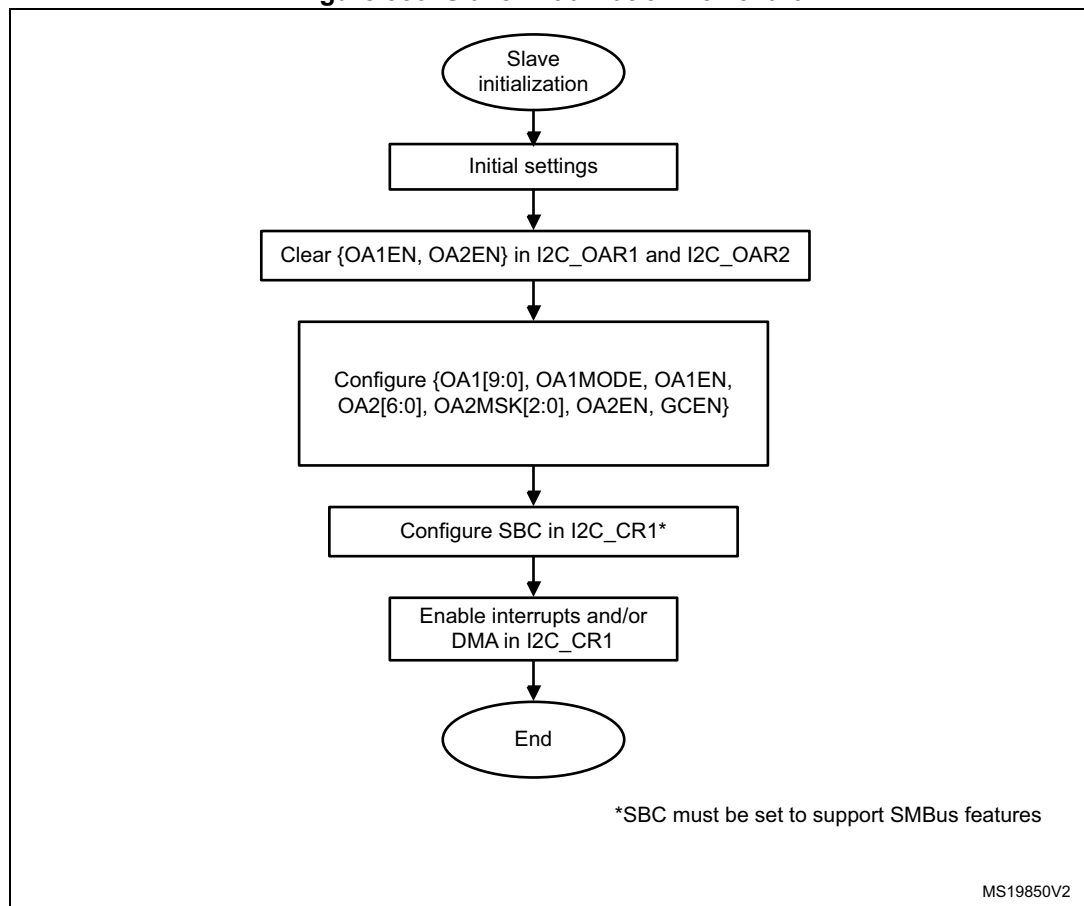 Slave
initialization
Initial settings
Clear {OA1EN, OA2EN} in I2C_OAR1 and I2C_OAR2
Configure {OA1[9:0], OA1MODE, OA1EN,
OA2[6:0], OA2MSK[2:0], OA2EN, GCEN}
Configure SBC in I2C_CR1*
Enable interrupts and/or
DMA in I2C_CR1
End
*SBC must be set to support SMBus features
MS19850V2